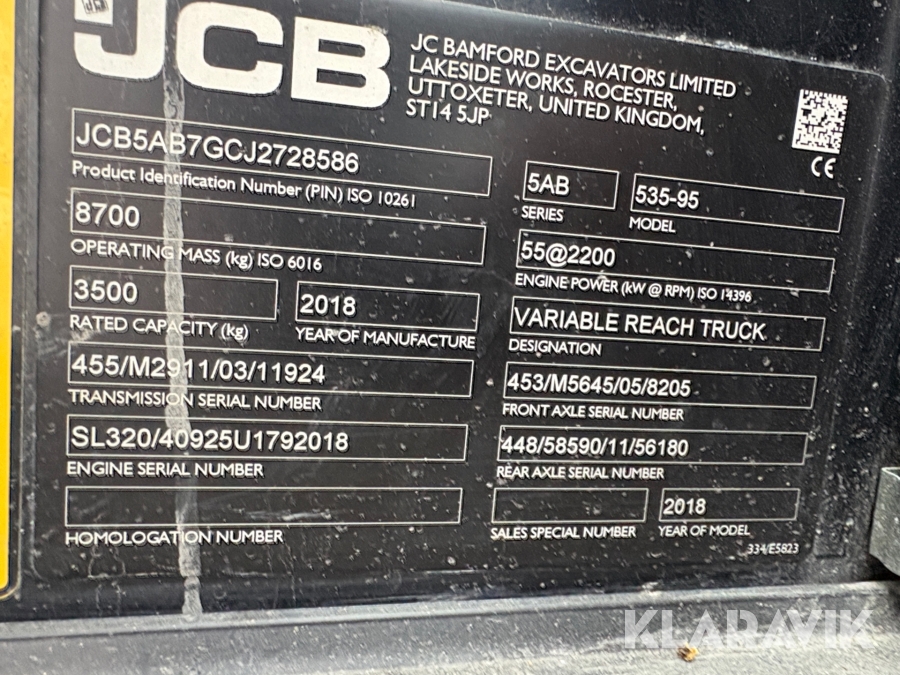 JCB
JC BAMFORD EXCAVATORS LIMITED
LAKESIDE WORKS, ROCESTER,
UTTOXETER, UNITED KINGDOM,
ST14 5JP
CE
JCB5AB7GCJ2728586
Product Identification Number (PIN) ISO 10261
5AB
SERIES
535-95
MODEL
8700
OPERATING MASS (kg) ISO 6016
55@2200
ENGINE POWER (kW @ RPM) ISO 14396
3500
RATED CAPACITY (kg)
2018
YEAR OF MANUFACTURE
VARIABLE REACH TRUCK
DESIGNATION
455/M2911/03/11924
TRANSMISSION SERIAL NUMBER
453/M5645/05/8205
FRONT AXLE SERIAL NUMBER
SL320/40925U1792018
ENGINE SERIAL NUMBER
448/58590/11/56180
REAR AXLE SERIAL NUMBER
HOMOLOGATION NUMBER
SALES SPECIAL NUMBER
2018
YEAR OF MODEL
334/E5823
KLARAVIK